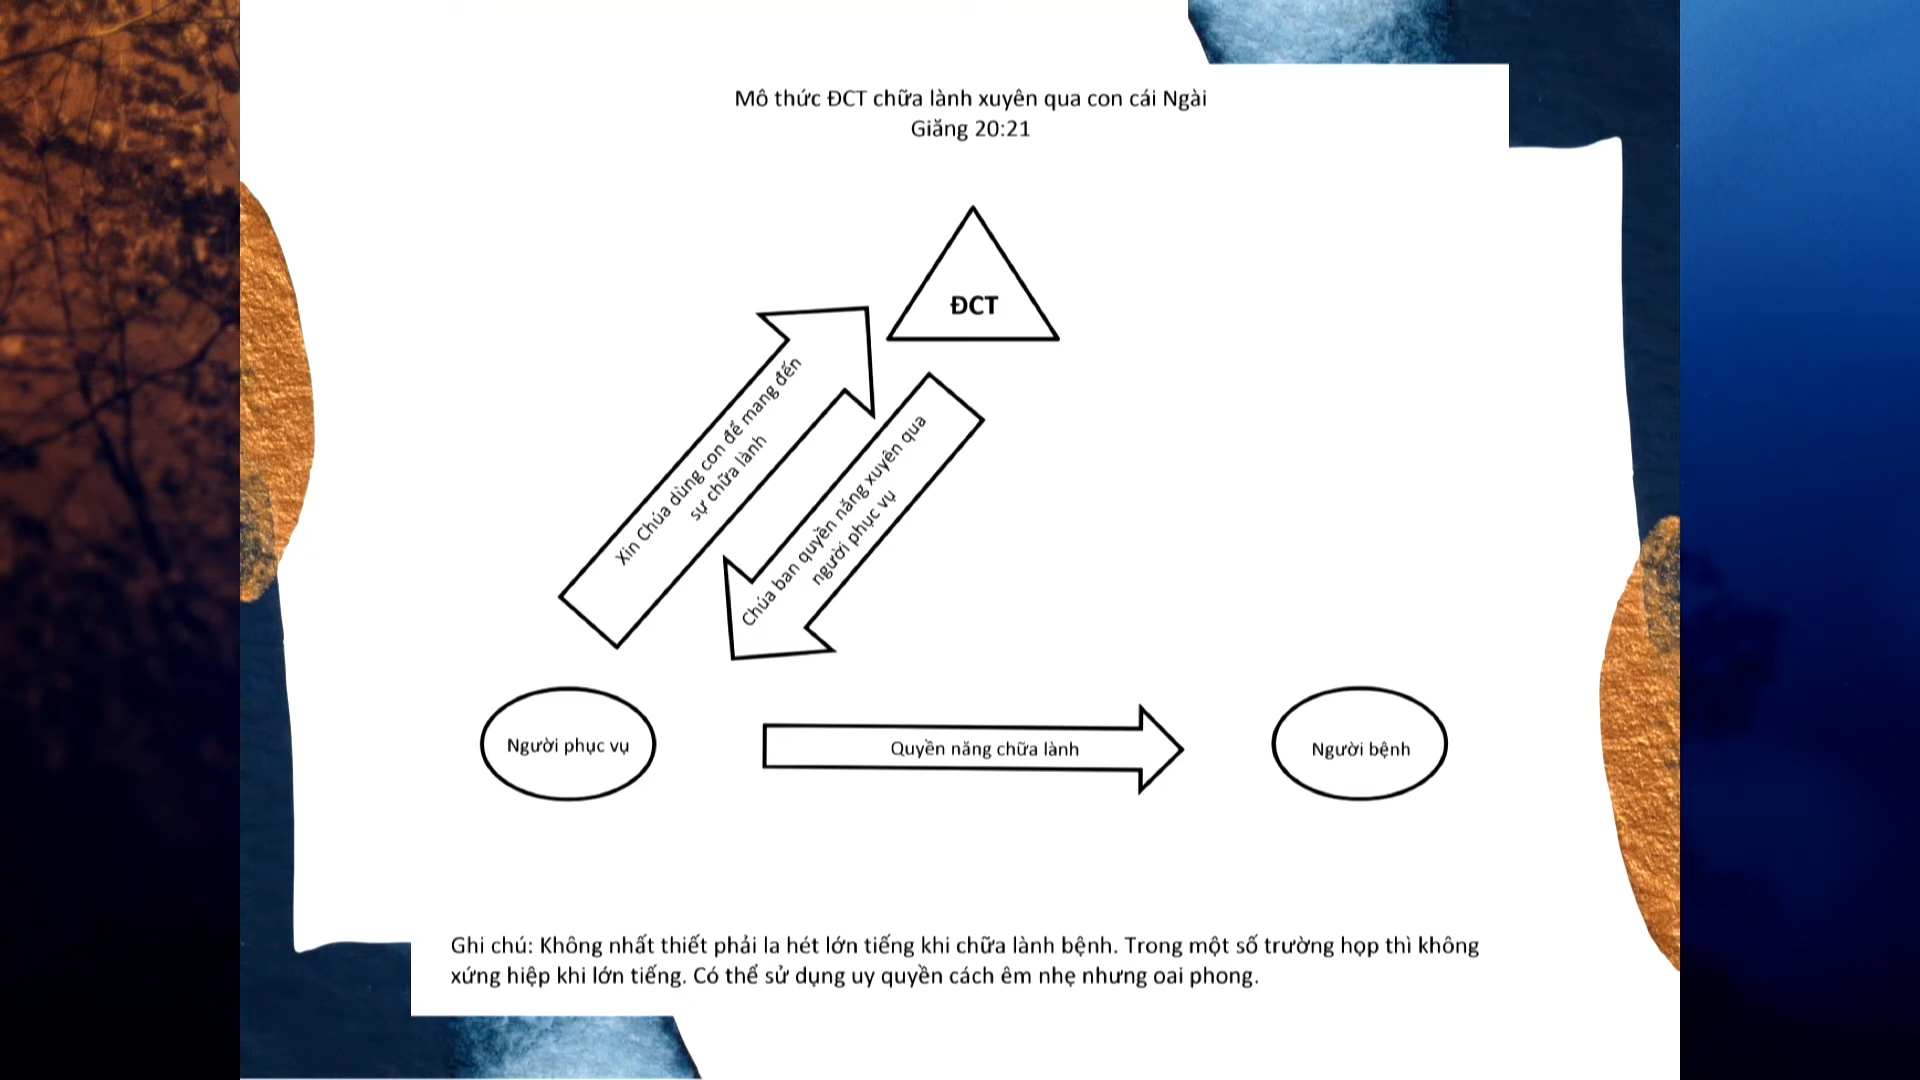 Mô thức ĐCT chữa lành xuyên qua con cái Ngài
Giăng 20:21
ĐCT
Xin Chúa dùng con để mang đến
sự chữa lành
Chúa ban quyền năng xuyên qua
người phục vụ
Người phục vụ
Quyền năng chữa lành
Người bệnh
Ghi chú: Không nhất thiết phải la hét lớn tiếng khi chữa lành bệnh. Trong một số trường họp thì không
xứng hiệp khi lớn tiếng. Có thể sử dụng uy quyền cách êm nhẹ nhưng oai phong.